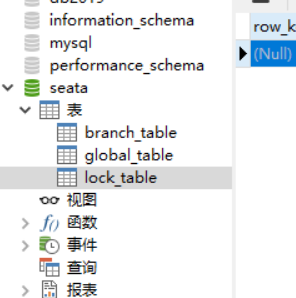 information_schema
mysql
performance_schema
seata
表
branch_table
global_table
lock_table
视图
函数
事件
查询
报表
row_k
(Null)